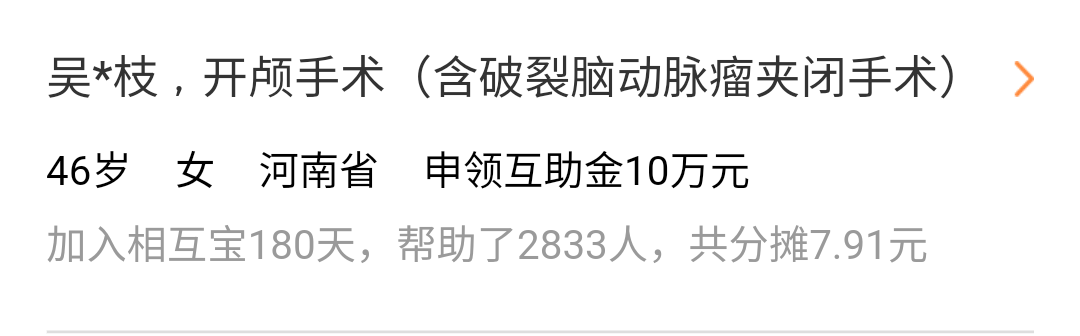 吴*枝，开颅手术（含破裂脑动脉瘤夹闭手术）
46岁 女 河南省 申领互助金10万元
加入相互宝180天，帮助了2833人，共分摊7.91元